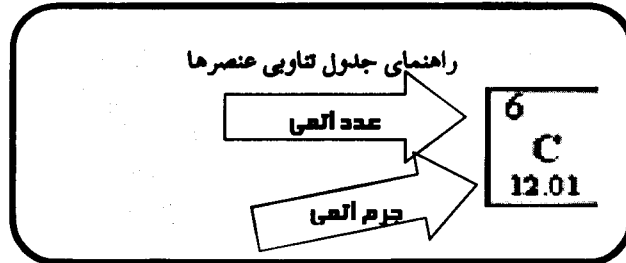 راهنمای جدول تناوبی عنصرها
عدد اتمی
6
C
جرم اتمی
12.01